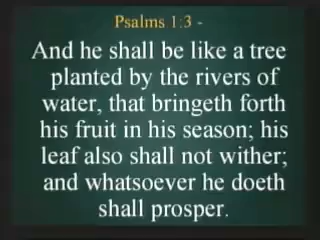 Psalms 1:3 -
And he shall be like a tree
planted by the rivers of
water, that bringeth forth
his fruit in his season; his
leaf also shall not wither;
and whatsoever he doeth
shall prosper.